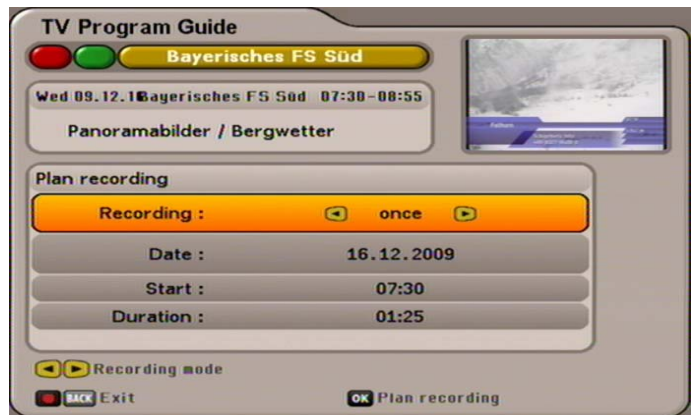 TV Program Guide
Bayerisches FS Süd
Wed 09.12.16 Bayerisches FS Süd 07:30-08:55
Panoramabilder / Bergwetter
Plan recording
Recording : once
Date : 16.12.2009
Start : 07:30
Duration : 01:25
Recording mode
BACK Exit OK Plan recording